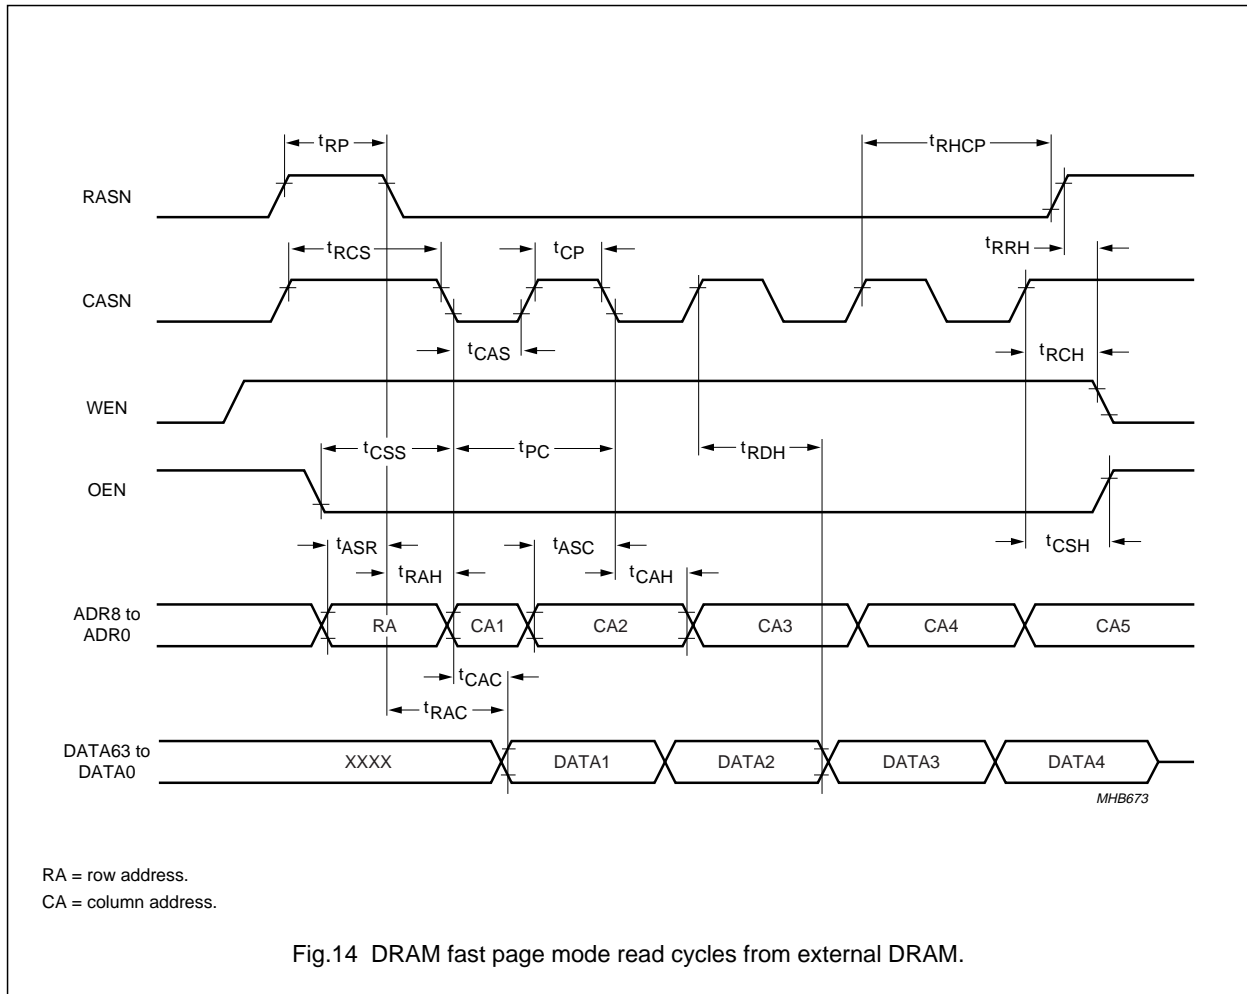 tRP
tRHCP
RASN
tRCS
tCP
tRRH
CASN
tCAS
tRCH
WEN
tCSS
tPC
tRDH
OEN
tASR
tASC
tCSH
tRAH
tCAH
ADR8 to
ADR0
RA
CA1
CA2
CA3
CA4
CA5
tCAC
tRAC
DATA63 to
DATA0
XXXX
DATA1
DATA2
DATA3
DATA4
MHB673
RA = row address.
CA = column address.
Fig.14 DRAM fast page mode read cycles from external DRAM.